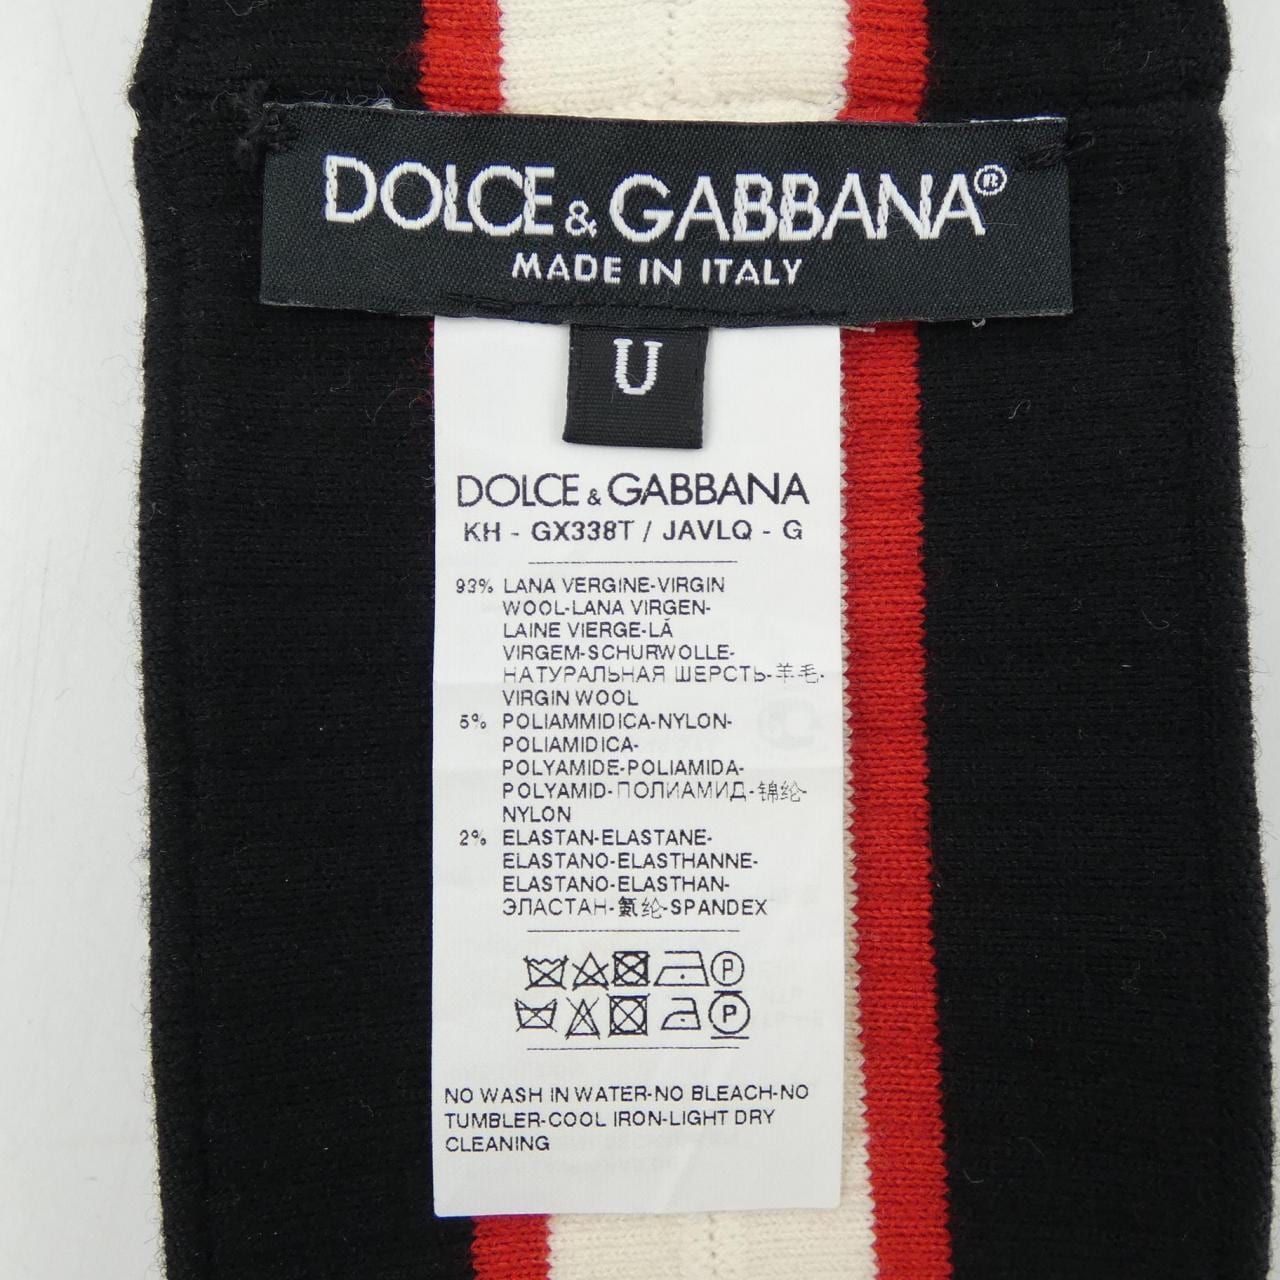 DOLCE & GABBANA®
MADE IN ITALY
U
DOLCE & GABBANA
KH - GX338T / JAVLQ - G
93% LANA VERGINE-VIRGIN
WOOL-LANA VIRGEN-
LAINE VIERGE-LÃ
VIRGEM-SCHURWOLLE-
НАТУРАЛЬНАЯ ШЕРСТЬ-羊毛-
VIRGIN WOOL
5% POLIAMMIDICA-NYLON-
POLIAMIDICA-
POLYAMIDE-POLIAMIDA-
POLYAMID-ПОЛИАМИД-锦纶-
NYLON
2% ELASTAN-ELASTANE-
ELASTANO-ELASTHANNE-
ELASTANO-ELASTHAN-
ЭЛАСТАН-氨纶-SPANDEX
P
P
NO WASH IN WATER-NO BLEACH-NO
TUMBLER-COOL IRON-LIGHT DRY
CLEANING